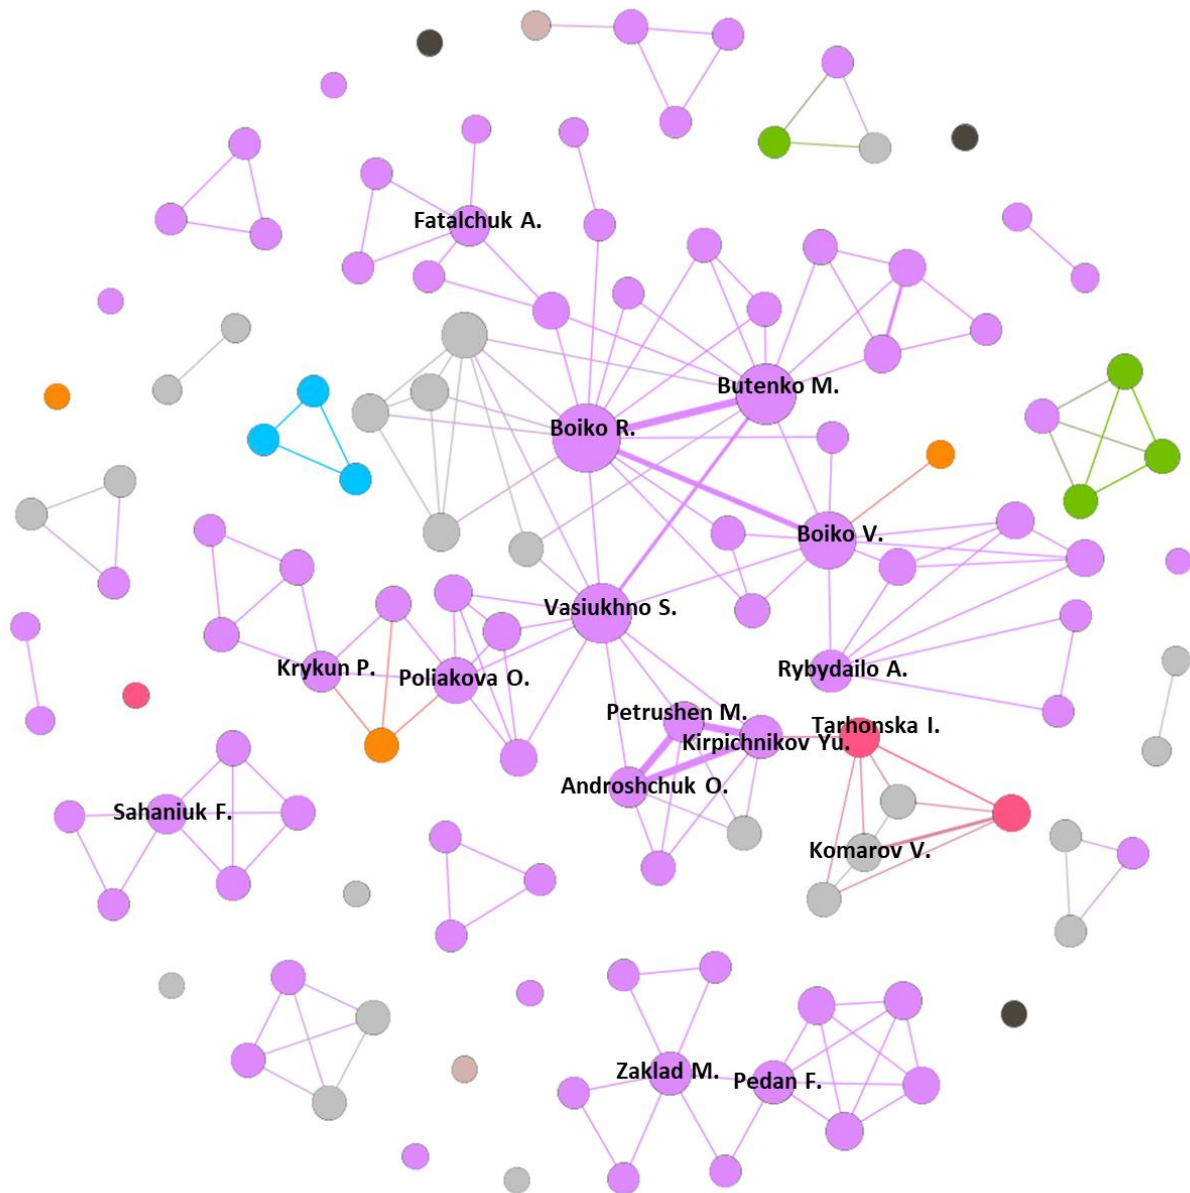 Fatalchuk A.
Butenko M.
Boiko R.
Boiko V.
Vasiukhno S.
Krykun P.
Poliakova O.
Rybydailo A.
Petrushen M.
Tarhonska I.
Kirpichnikov Yu.
Androshchuk O.
Sahaniuk F.
Komarov V.
Zaklad M.
Pedan F.